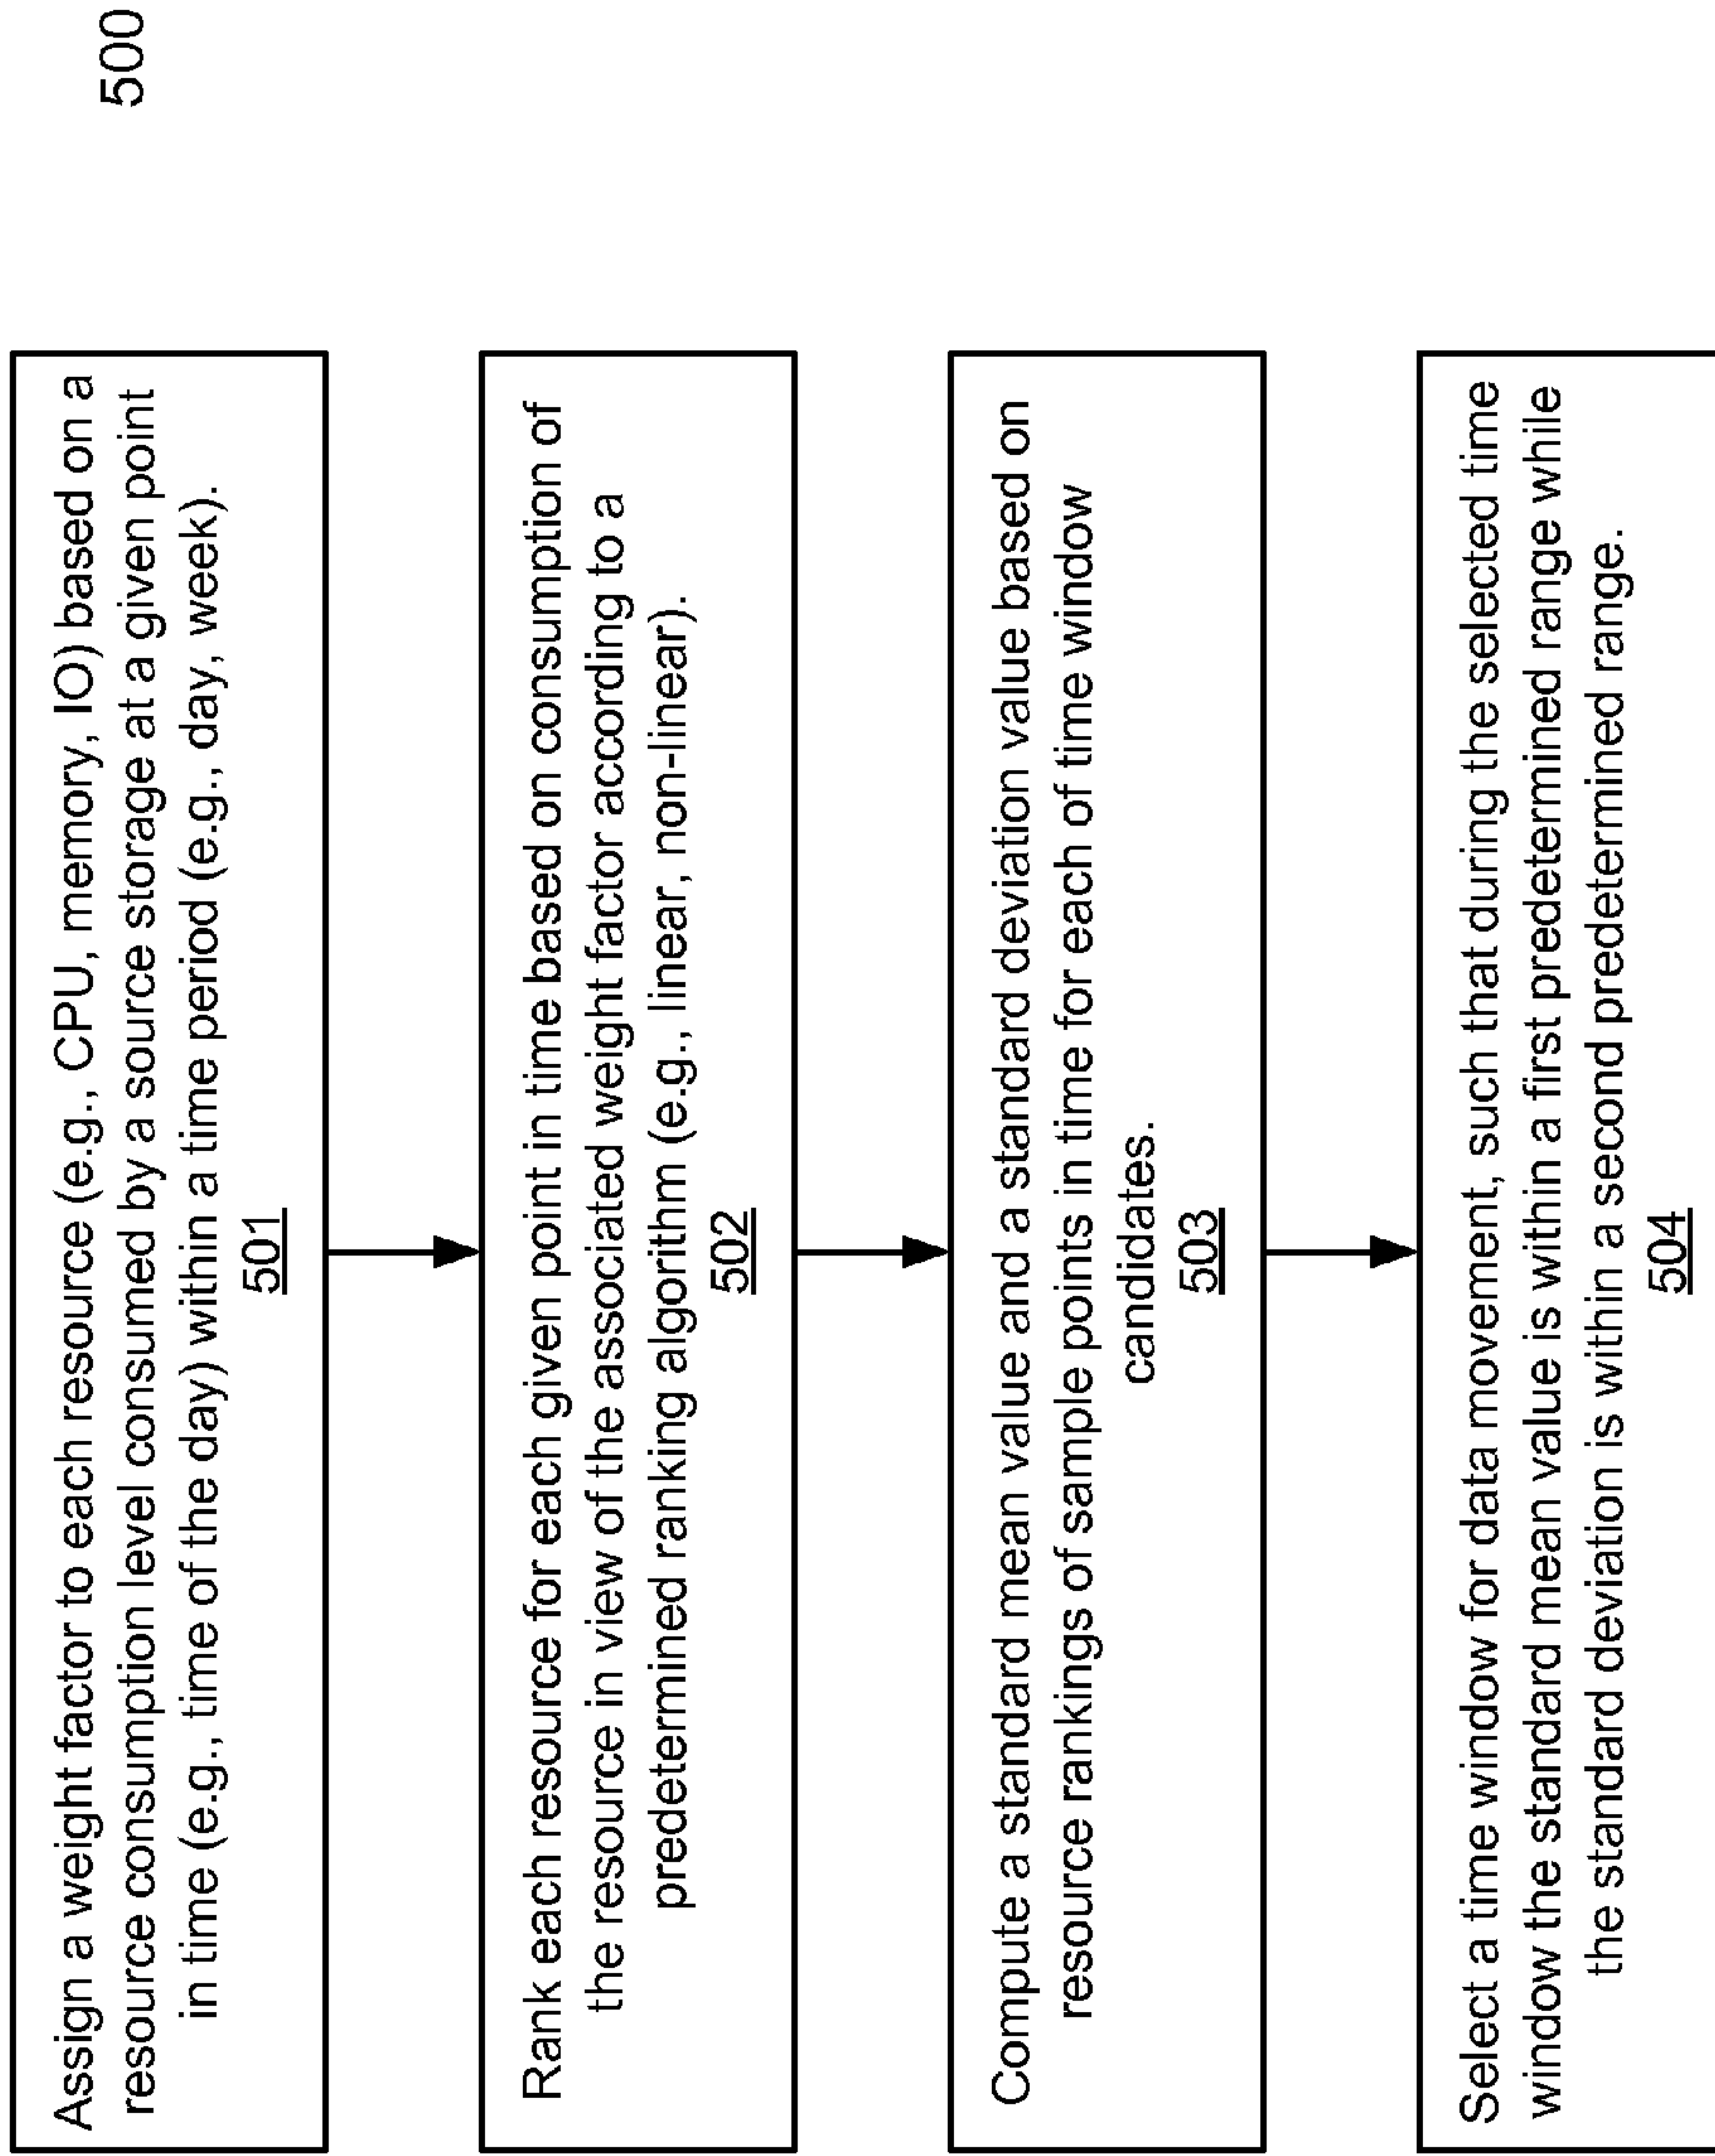 500
Assign a weight factor to each resource (e.g., CPU, memory, IO) based on a
resource consumption level consumed by a source storage at a given point
in time (e.g., time of the day) within a time period (e.g., day, week).
501
Rank each resource for each given point in time based on consumption of
the resource in view of the associated weight factor according to a
predetermined ranking algorithm (e.g., linear, non-linear).
502
Compute a standard mean value and a standard deviation value based on
resource rankings of sample points in time for each of time window
candidates.
503
Select a time window for data movement, such that during the selected time
window the standard mean value is within a first predetermined range while
the standard deviation is within a second predetermined range.
504